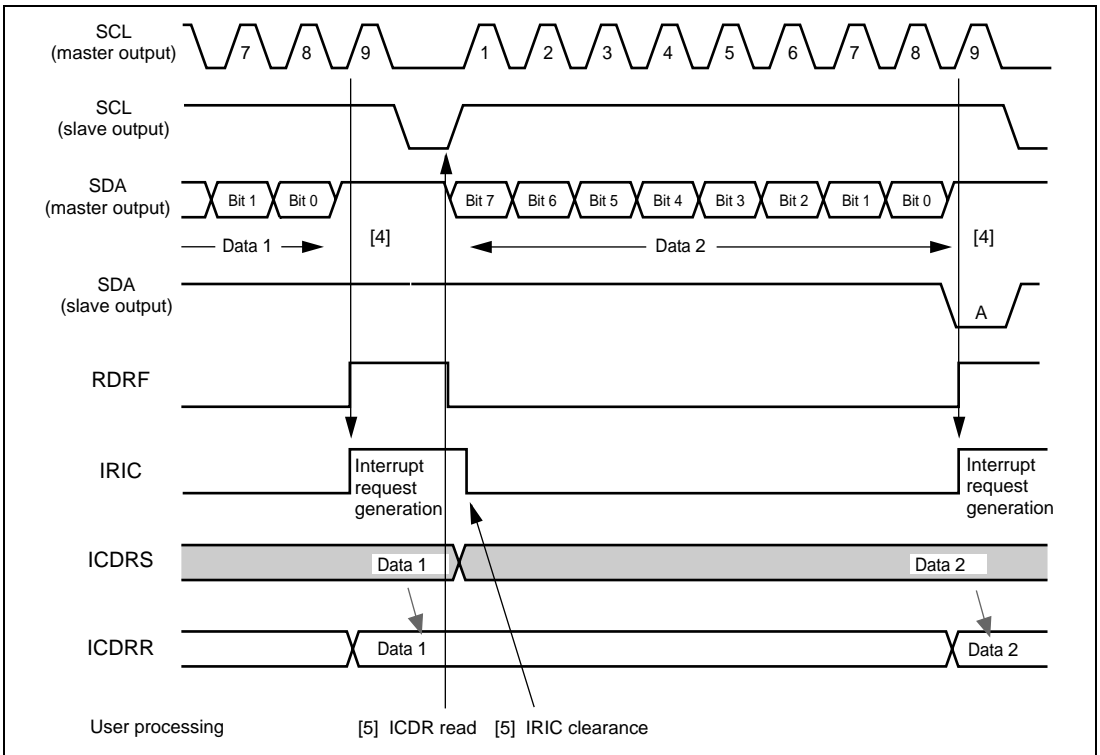 SCL
(master output)
7 8 9 1 2 3 4 5 6 7 8 9
SCL
(slave output)
SDA
(master output)
Bit 1 Bit 0 Bit 7 Bit 6 Bit 5 Bit 4 Bit 3 Bit 2 Bit 1 Bit 0
Data 1 [4] Data 2 [4]
SDA
(slave output)
A
RDRF
IRIC
Interrupt
request
generation
Interrupt
request
generation
ICDRS
Data 1 Data 2
ICDRR
Data 1 Data 2
User processing [5] ICDR read [5] IRIC clearance